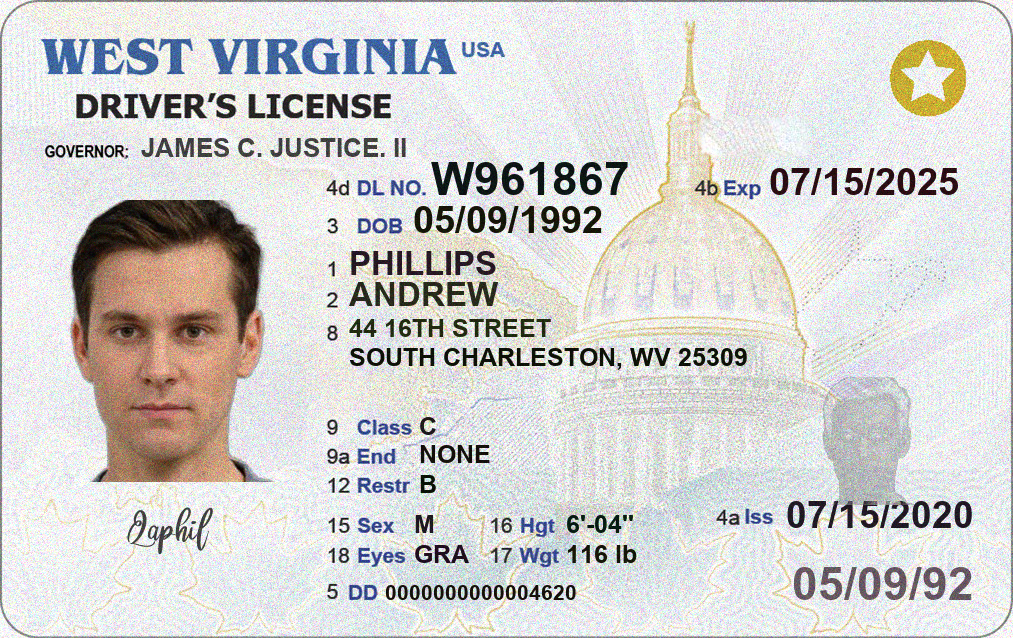 WEST VIRGINIA USA
DRIVER'S LICENSE
GOVERNOR: JAMES C. JUSTICE. II
4d DL NO. W961867 4b Exp 07/15/2025
3 DOB 05/09/1992
1 PHILLIPS
2 ANDREW
8 44 16TH STREET
SOUTH CHARLESTON, WV 25309
9 Class C
9a End NONE
12 Restr B
15 Sex M 16 Hgt 6'-04" 4a Iss 07/15/2020
18 Eyes GRA 17 Wgt 116 lb
5 DD 0000000000004620
05/09/92
Qaphil